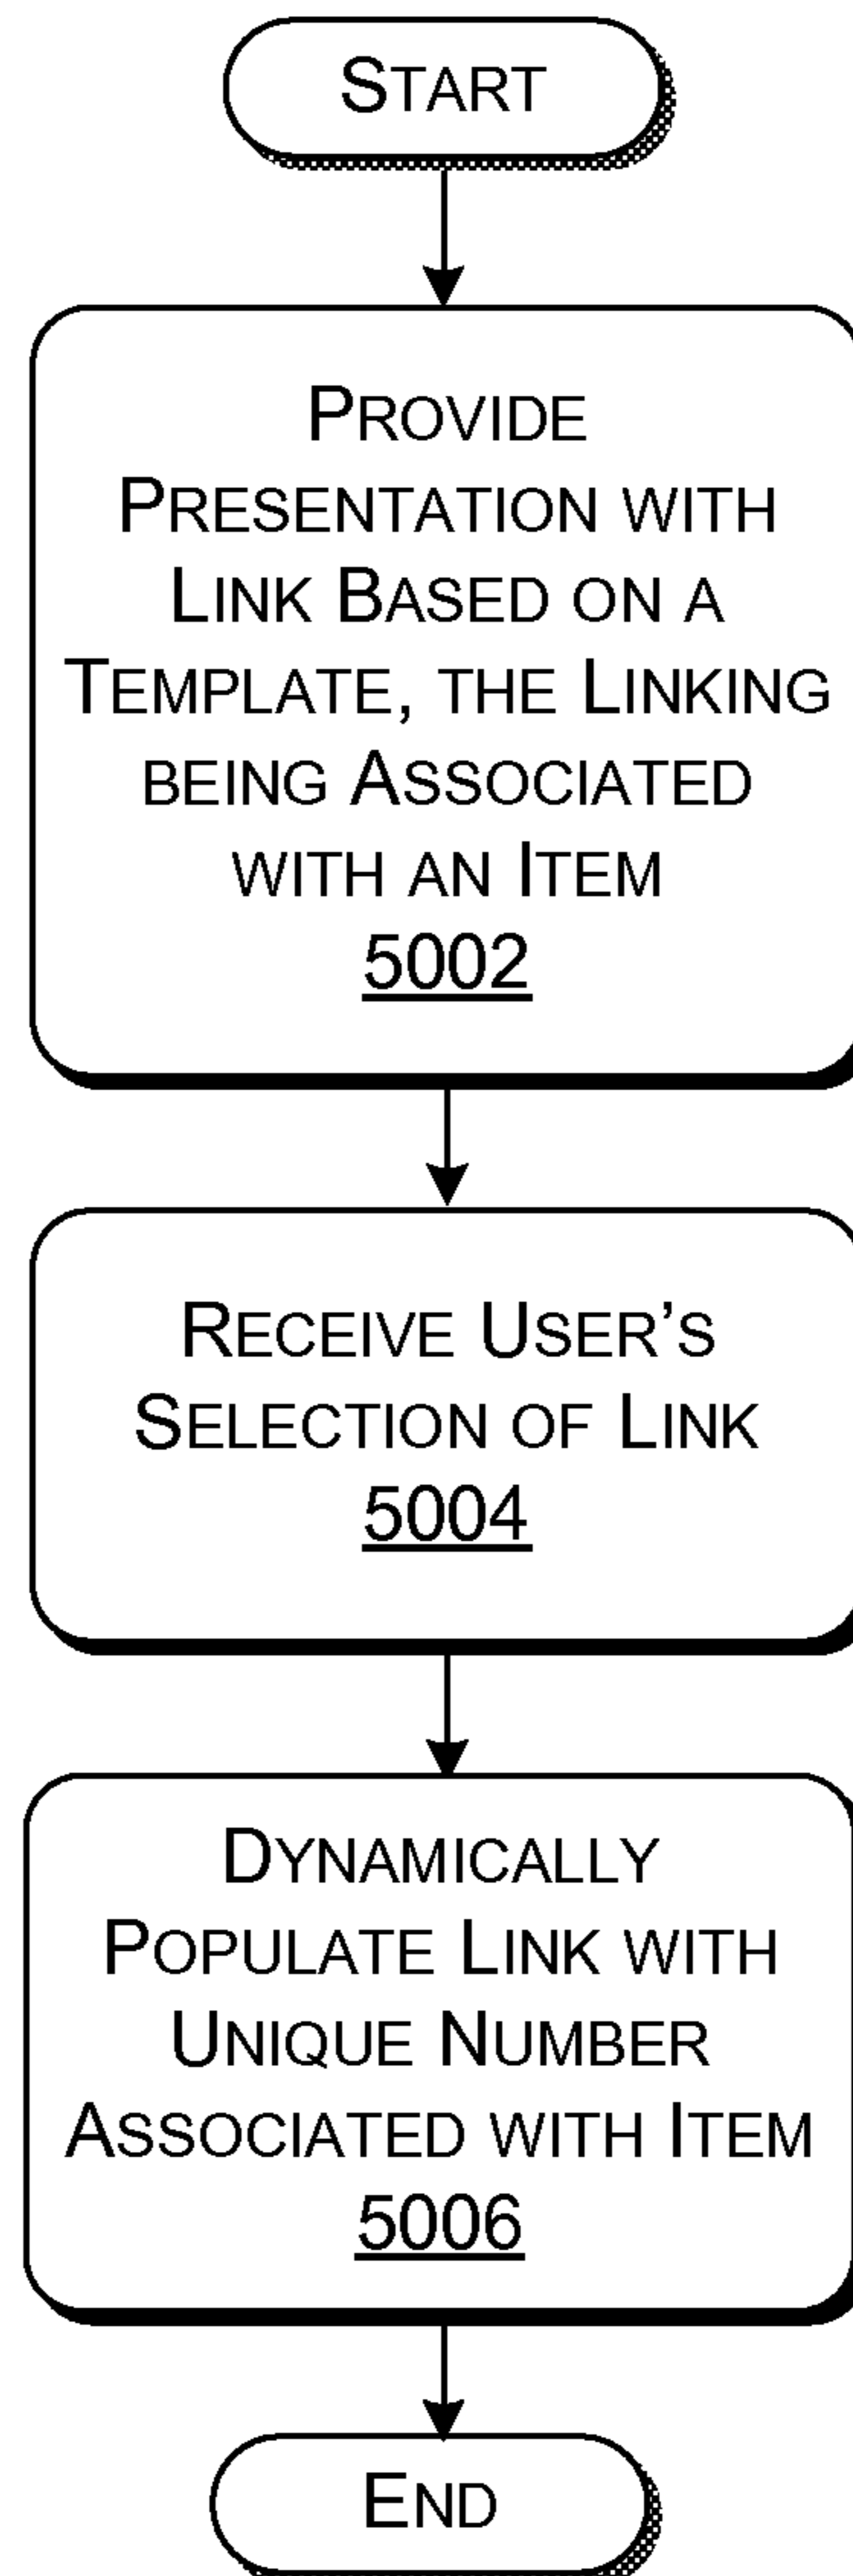 START
PROVIDE
PRESENTATION WITH
LINK BASED ON A
TEMPLATE, THE LINKING
BEING ASSOCIATED
WITH AN ITEM
5002
RECEIVE USER’S
SELECTION OF LINK
5004
DYNAMICALLY
POPULATE LINK WITH
UNIQUE NUMBER
ASSOCIATED WITH ITEM
5006
END